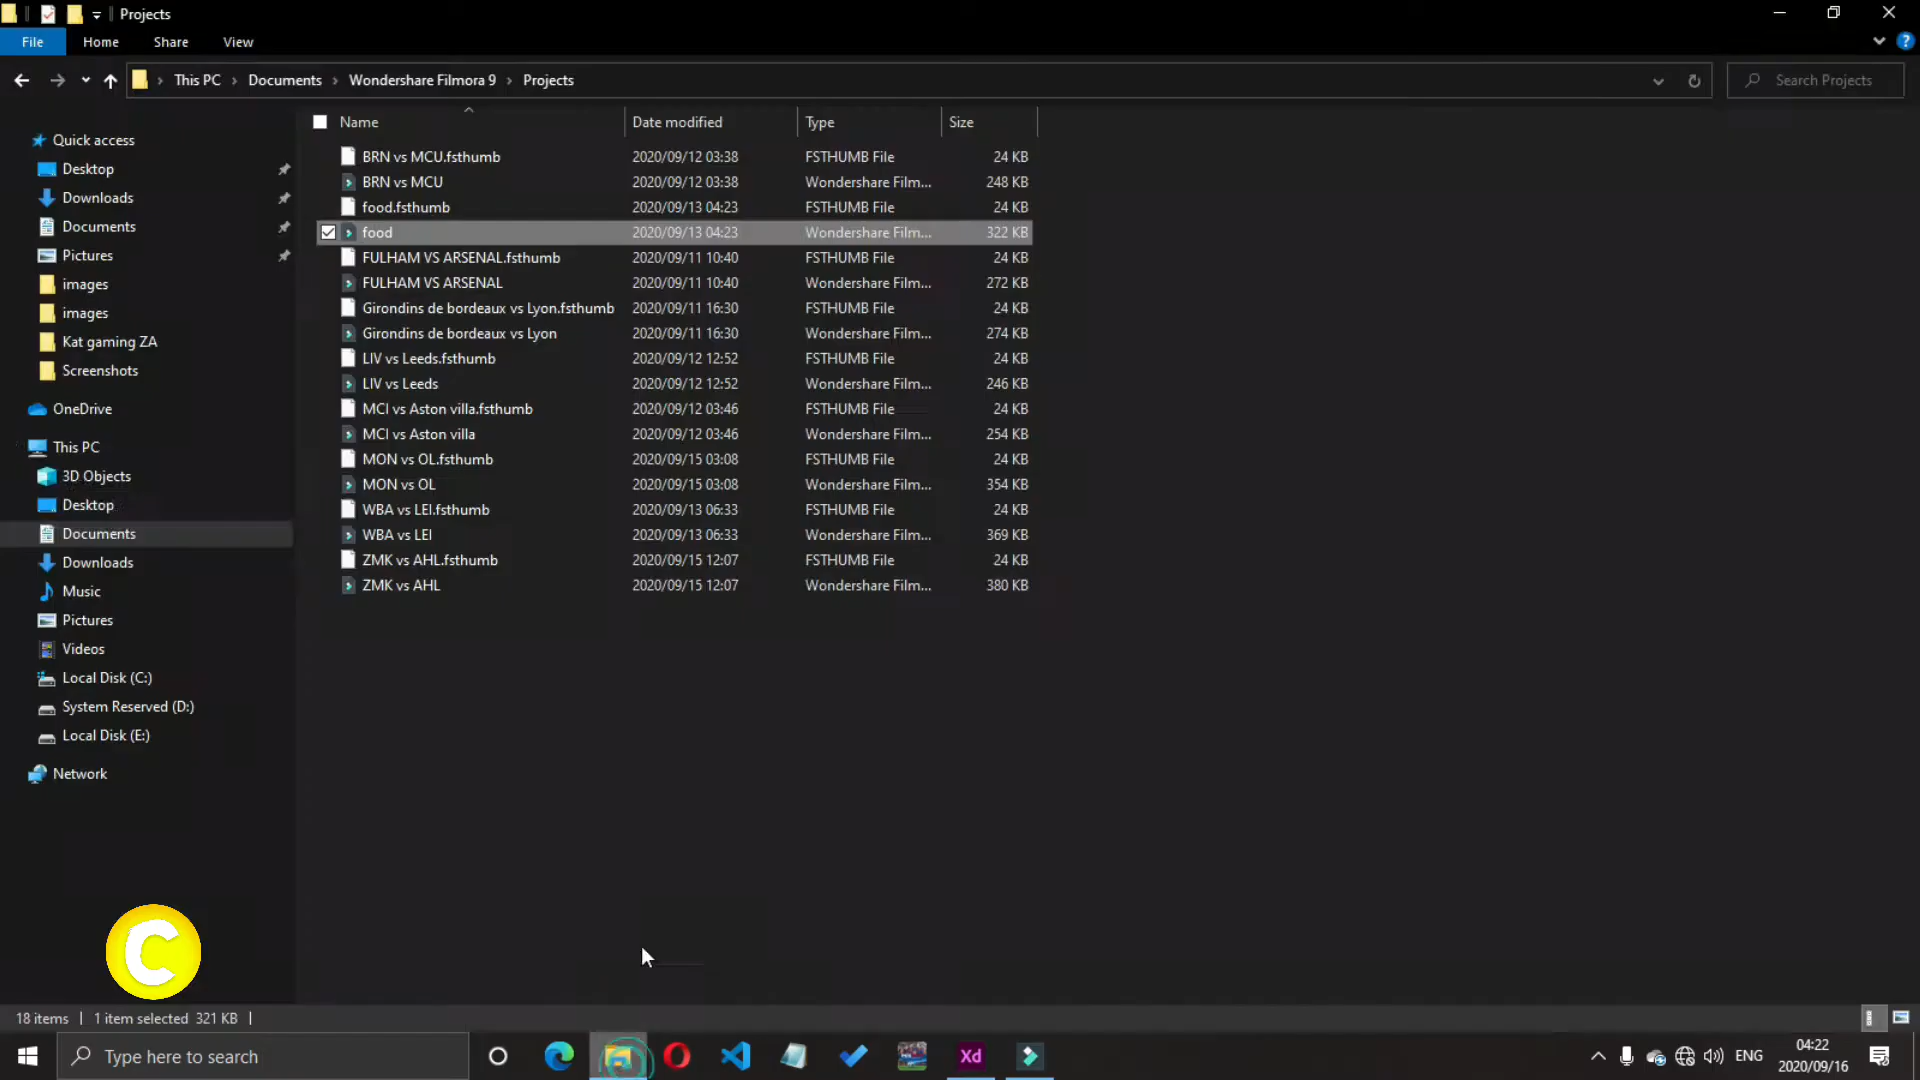 Projects
File Home Share View
This PC Documents Wondershare Filmora 9 Projects Search Projects
Name Date modified Type Size
Quick access
Desktop
Downloads
Documents
Pictures
images
images
Kat gaming ZA
Screenshots
OneDrive
This PC
3D Objects
Desktop
Documents
Downloads
Music
Pictures
Videos
Local Disk (C:)
System Reserved (D:)
Local Disk (E:)
Network
BRN vs MCU.fsthumb 2020/09/12 03:38 FSTHUMB File 24 KB
BRN vs MCU 2020/09/12 03:38 Wondershare Film... 248 KB
food.fsthumb 2020/09/13 04:23 FSTHUMB File 24 KB
food 2020/09/13 04:23 Wondershare Film... 322 KB
FULHAM VS ARSENAL.fsthumb 2020/09/11 10:40 FSTHUMB File 24 KB
FULHAM VS ARSENAL 2020/09/11 10:40 Wondershare Film... 272 KB
Girondins de bordeaux vs Lyon.fsthumb 2020/09/11 16:30 FSTHUMB File 24 KB
Girondins de bordeaux vs Lyon 2020/09/11 16:30 Wondershare Film... 274 KB
LIV vs Leeds.fsthumb 2020/09/12 12:52 FSTHUMB File 24 KB
LIV vs Leeds 2020/09/12 12:52 Wondershare Film... 246 KB
MCI vs Aston villa.fsthumb 2020/09/12 03:46 FSTHUMB File 24 KB
MCI vs Aston villa 2020/09/12 03:46 Wondershare Film... 254 KB
MON vs OL.fsthumb 2020/09/15 03:08 FSTHUMB File 24 KB
MON vs OL 2020/09/15 03:08 Wondershare Film... 354 KB
WBA vs LEI.fsthumb 2020/09/13 06:33 FSTHUMB File 24 KB
WBA vs LEI 2020/09/13 06:33 Wondershare Film... 369 KB
ZMK vs AHL.fsthumb 2020/09/15 12:07 FSTHUMB File 24 KB
ZMK vs AHL 2020/09/15 12:07 Wondershare Film... 380 KB
C
18 items 1 item selected 321 KB
Type here to search Xd ENG 04:22
2020/09/16